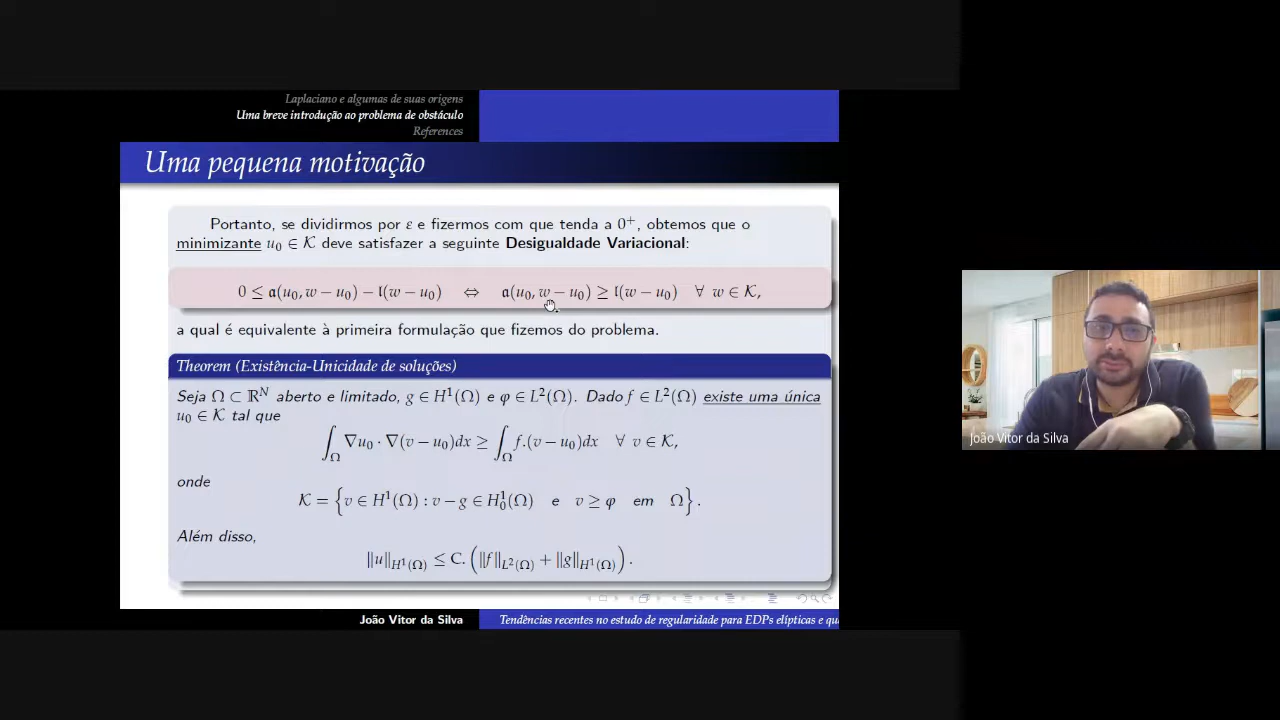 Laplaciano e algumas de suas origens
Uma breve introdução ao problema de obstáculo
References
Uma pequena motivação
Portanto, se dividirmos por ε e fizermos com que tenda a 0⁺, obtemos que o
minimizante u₀ ∈ 𝒦 deve satisfazer a seguinte Desigualdade Variacional:
0 ≤ 𝔞(u₀, w − u₀) − 𝔩(w − u₀) ⇔ 𝔞(u₀, w − u₀) ≥ 𝔩(w − u₀) ∀ w ∈ 𝒦,
a qual é equivalente à primeira formulação que fizemos do problema.
Theorem (Existência-Unicidade de soluções)
Seja Ω ⊂ ℝᴺ aberto e limitado, g ∈ H¹(Ω) e φ ∈ L²(Ω). Dado f ∈ L²(Ω) existe uma única
u₀ ∈ 𝒦 tal que
∫_Ω ∇u₀ · ∇(v − u₀)dx ≥ ∫_Ω f.(v − u₀)dx ∀ v ∈ 𝒦,
onde
𝒦 = {v ∈ H¹(Ω) : v − g ∈ H₀¹(Ω) e v ≥ φ em Ω}.
Além disso,
‖u‖_{H¹(Ω)} ≤ C. (‖f‖_{L²(Ω)} + ‖g‖_{H¹(Ω)}).
João Vitor da Silva
Tendências recentes no estudo de regularidade para EDPs elípticas e qu
João Vitor da Silva